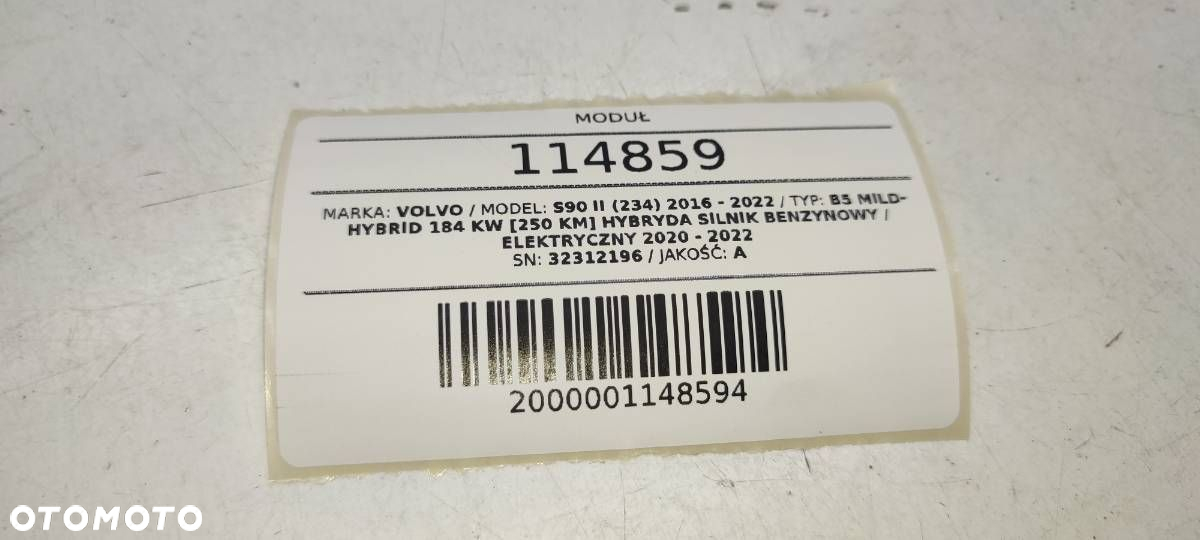 MODUŁ
114859
MARKA: VOLVO / MODEL: S90 II (234) 2016 - 2022 / TYP: B5 MILD-
HYBRID 184 KW [250 KM] HYBRYDA SILNIK BENZYNOWY /
ELEKTRYCZNY 2020 - 2022
SN: 32312196 / JAKOŚĆ: A
2000001148594
OTOMOTO